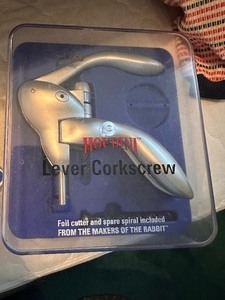 Lever Corkscrew
Foil cutter and spare spiral included
FROM THE MAKERS OF THE RABBIT